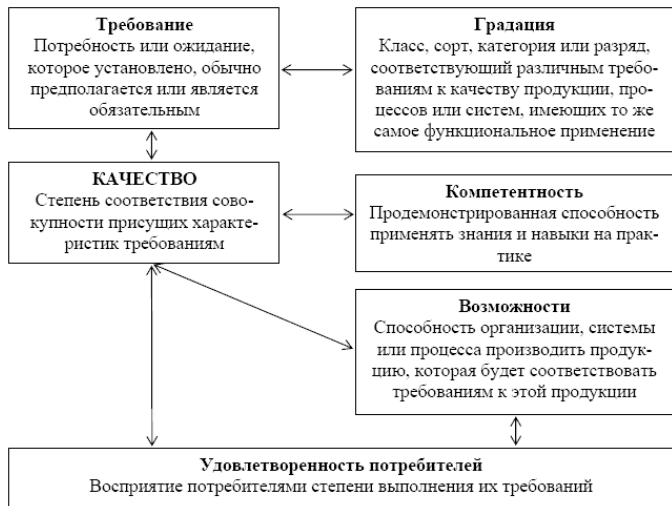 Требование
Потребность или ожидание,
которое установлено, обычно
предполагается или является
обязательным
Градация
Класс, сорт, категория или разряд,
соответствующий различным требо-
ваниям к качеству продукции, про-
цессов или систем, имеющих то же
самое функциональное применение
КАЧЕСТВО
Степень соответствия сово-
купности присущих характе-
ристик требованиям
Компетентность
Продемонстрированная способность
применять знания и навыки на прак-
тике
Возможности
Способность организации, системы
или процесса производить продук-
цию, которая будет соответствовать
требованиям к этой продукции
Удовлетворенность потребителей
Восприятие потребителями степени выполнения их требований